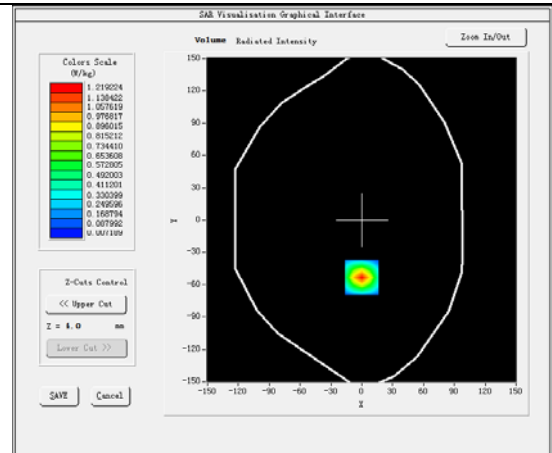 SAR Visualisation Graphical Interface
Volume Radiated Intensity
Zoom In/Out
Colors Scale
(W/kg)
1.219224
1.138422
1.057619
0.976817
0.896015
0.815212
0.734410
0.653608
0.572805
0.492003
0.411201
0.330399
0.249596
0.168794
0.087992
0.007189
Z-Cuts Control
<< Upper Cut
Z = 4.0 mm
Lower Cut >>
SAVE Cancel
150
120
90
60
30
0
-30
-60
-90
-120
-150
Y
-150 -120 -90 -60 -30 0 30 60 90 120 150
X